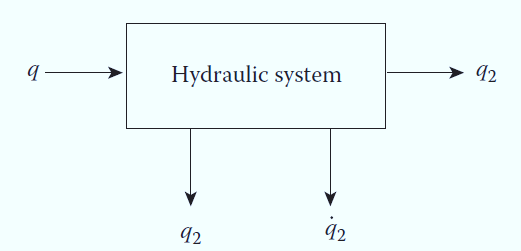 q Hydraulic system q₂
q₂ q̇₂